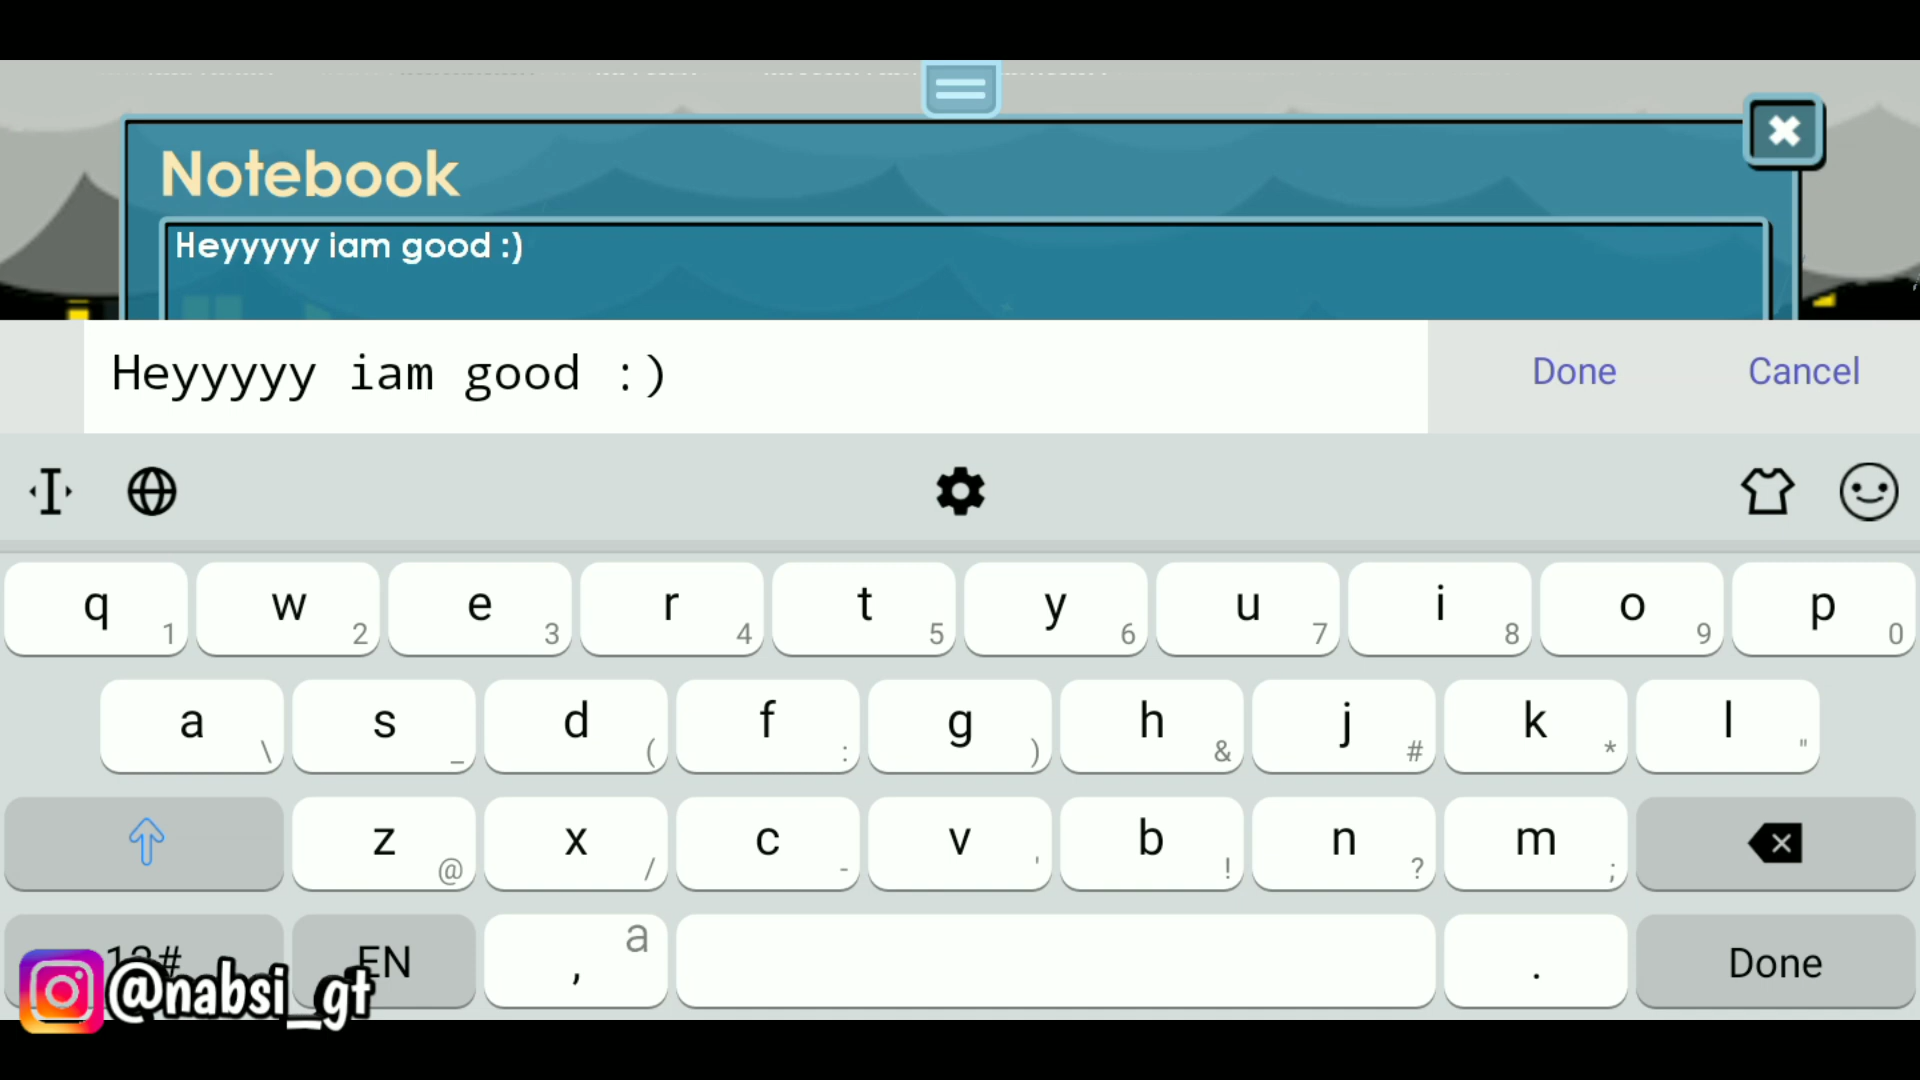 Notebook
Heyyyyy iam good :)
Heyyyyy iam good :)
Done
Cancel
q 1 w 2 e 3 r 4 t 5 y 6 u 7 i 8 o 9 p 0
a \ s _ d ( f : g ) h & j # k * l "
z @ x / c - v ' b ! n ? m ;
EN , a . Done
@nabsi_gt